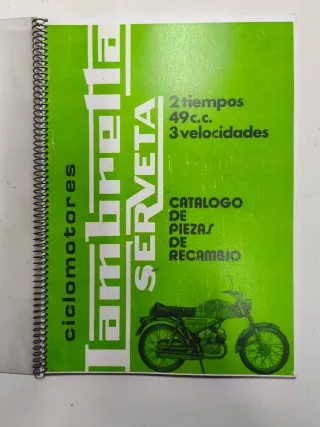 ciclomotores
Lambretta
SERVETA
2 tiempos
49 c.c.
3 velocidades
CATALOGO
DE
PIEZAS
DE
RECAMBIO